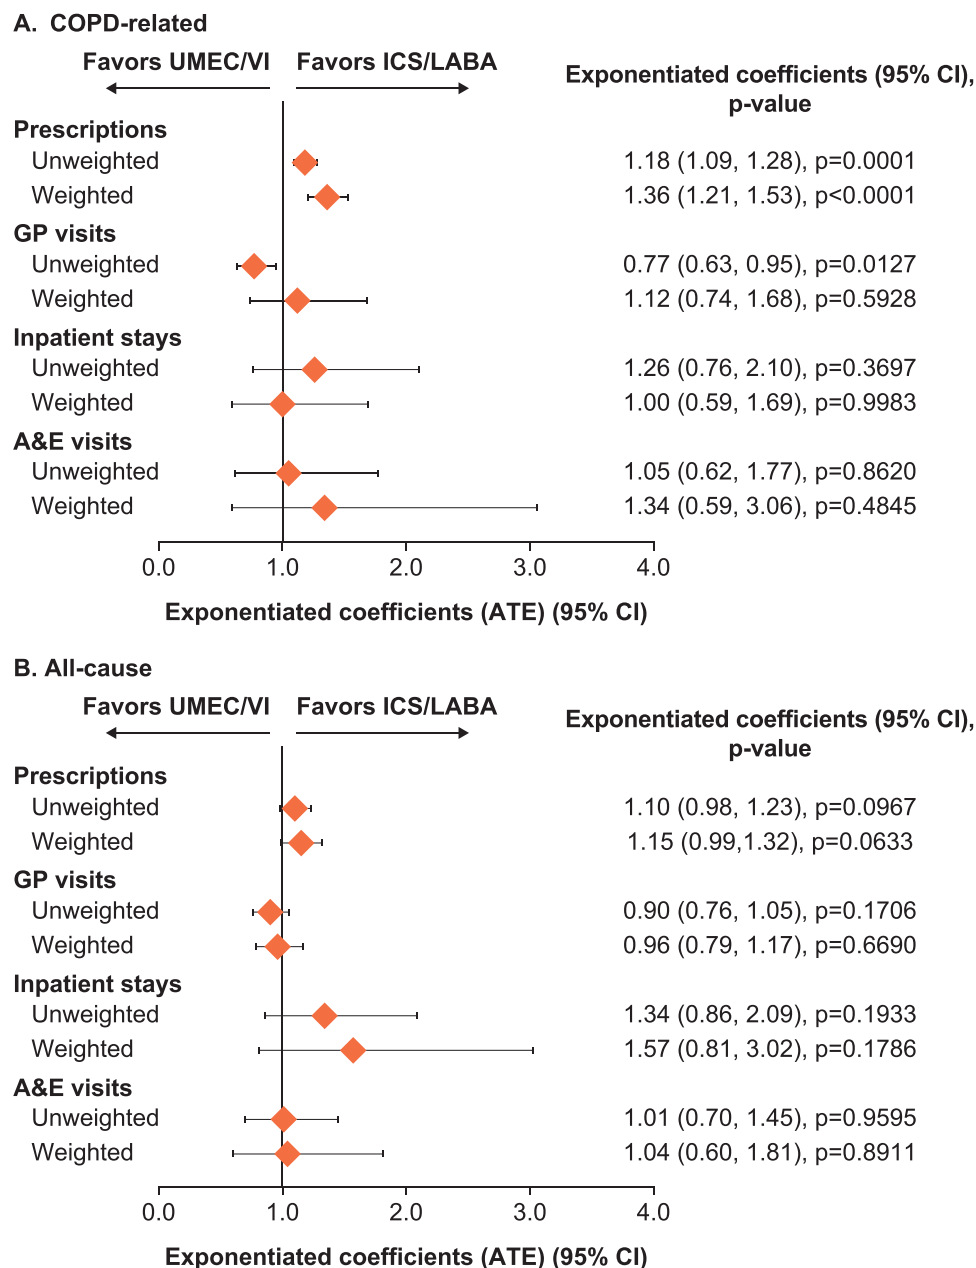 A. COPD-related
Favors UMEC/VI Favors ICS/LABA
Exponentiated coefficients (95% CI),
p-value
Prescriptions
Unweighted 1.18 (1.09, 1.28), p=0.0001
Weighted 1.36 (1.21, 1.53), p<0.0001
GP visits
Unweighted 0.77 (0.63, 0.95), p=0.0127
Weighted 1.12 (0.74, 1.68), p=0.5928
Inpatient stays
Unweighted 1.26 (0.76, 2.10), p=0.3697
Weighted 1.00 (0.59, 1.69), p=0.9983
A&E visits
Unweighted 1.05 (0.62, 1.77), p=0.8620
Weighted 1.34 (0.59, 3.06), p=0.4845
0.0 1.0 2.0 3.0 4.0
Exponentiated coefficients (ATE) (95% CI)
B. All-cause
Favors UMEC/VI Favors ICS/LABA
Exponentiated coefficients (95% CI),
p-value
Prescriptions
Unweighted 1.10 (0.98, 1.23), p=0.0967
Weighted 1.15 (0.99,1.32), p=0.0633
GP visits
Unweighted 0.90 (0.76, 1.05), p=0.1706
Weighted 0.96 (0.79, 1.17), p=0.6690
Inpatient stays
Unweighted 1.34 (0.86, 2.09), p=0.1933
Weighted 1.57 (0.81, 3.02), p=0.1786
A&E visits
Unweighted 1.01 (0.70, 1.45), p=0.9595
Weighted 1.04 (0.60, 1.81), p=0.8911
0.0 1.0 2.0 3.0 4.0
Exponentiated coefficients (ATE) (95% CI)